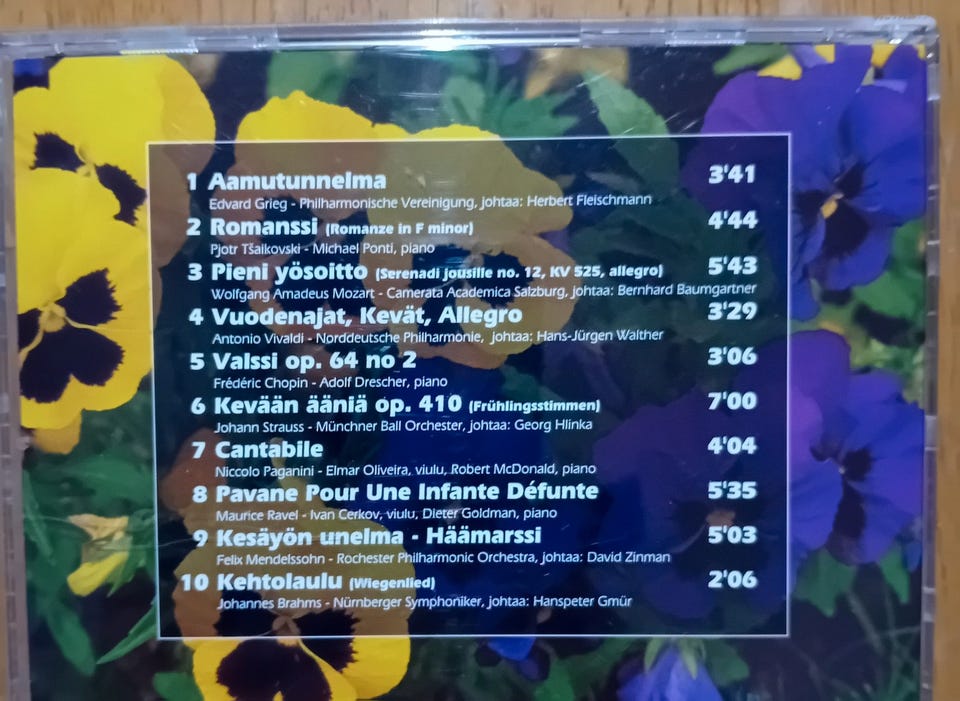 1 Aamutunnelma 3'41
Edvard Grieg - Philharmonische Vereinigung, johtaa: Herbert Fleischmann
2 Romanssi (Romanze in F minor) 4'44
Pjotr Tšaikovski - Michael Ponti, piano
3 Pieni yösoitto (Serenadi jousille no. 12, KV 525, allegro) 5'43
Wolfgang Amadeus Mozart - Camerata Academica Salzburg, johtaa: Bernhard Baumgartner
4 Vuodenajat, Kevät, Allegro 3'29
Antonio Vivaldi - Norddeutsche Philharmonie, johtaa: Hans-Jürgen Walther
5 Valssi op. 64 no 2 3'06
Frédéric Chopin - Adolf Drescher, piano
6 Kevään ääniä op. 410 (Frühlingsstimmen) 7'00
Johann Strauss - Münchner Ball Orchester, johtaa: Georg Hlinka
7 Cantabile 4'04
Niccolo Paganini - Elmar Oliveira, viulu, Robert McDonald, piano
8 Pavane Pour Une Infante Défunte 5'35
Maurice Ravel - Ivan Cerkov, viulu, Dieter Goldman, piano
9 Kesäyön unelma - Häämarssi 5'03
Felix Mendelssohn - Rochester Philharmonic Orchestra, johtaa: David Zinman
10 Kehtolaulu (Wiegenlied) 2'06
Johannes Brahms - Nürnberger Symphoniker, johtaa: Hanspeter Gmür